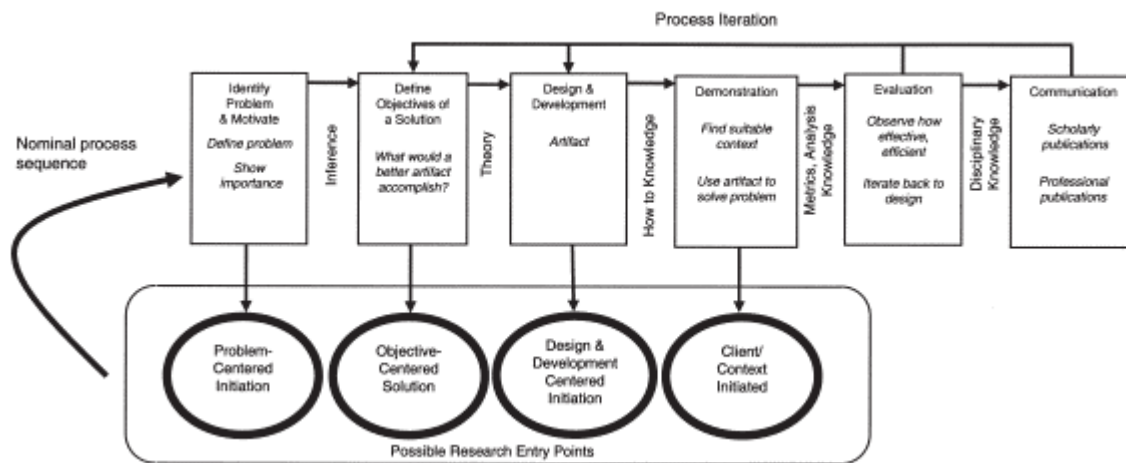 Process Iteration
Nominal process
sequence
Identify
Problem
& Motivate
Define problem
Show
importance
Inference
Define
Objectives of
a Solution
What would a
better artifact
accomplish?
Theory
Design &
Development
Artifact
How to Knowledge
Demonstration
Find suitable
context
Use artifact to
solve problem
Metrics, Analysis
Knowledge
Evaluation
Observe how
effective,
efficient
Iterate back to
design
Disciplinary
Knowledge
Communication
Scholarly
publications
Professional
publications
Problem-
Centered
Initiation
Objective-
Centered
Solution
Design &
Development
Centered
Initiation
Client/
Context
Initiated
Possible Research Entry Points